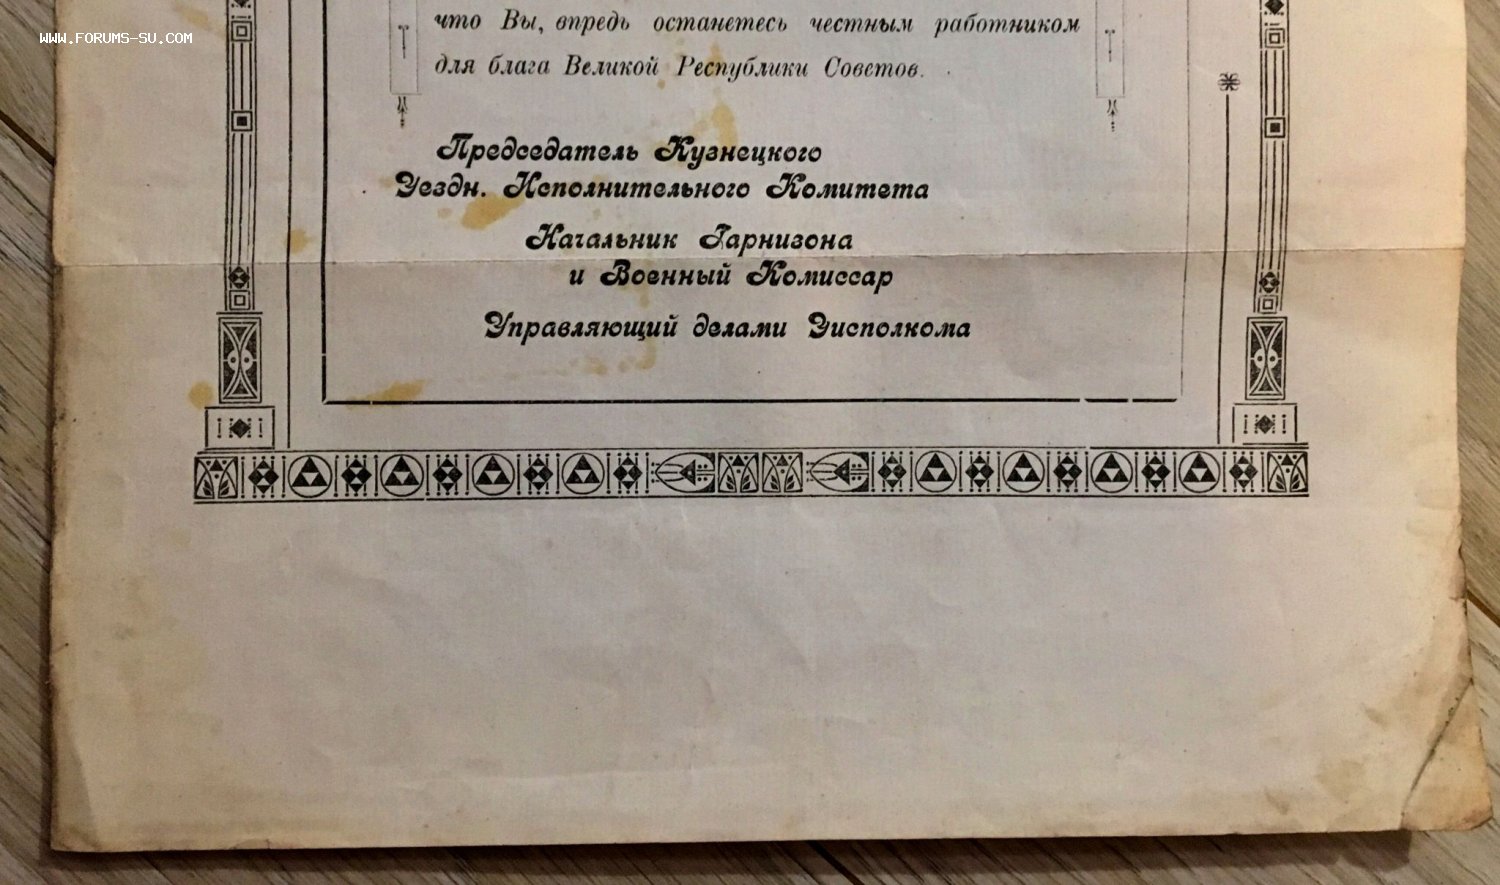 WWW.FORUMS-SU.COM
что Вы, впредь останетесь честным работником
для блага Великой Республики Советов.
Председатель Кузнецкого
Уездн. Исполнительного Комитета
Начальник Гарнизона
и Военный Комиссар
Управляющий делами Уисполкома